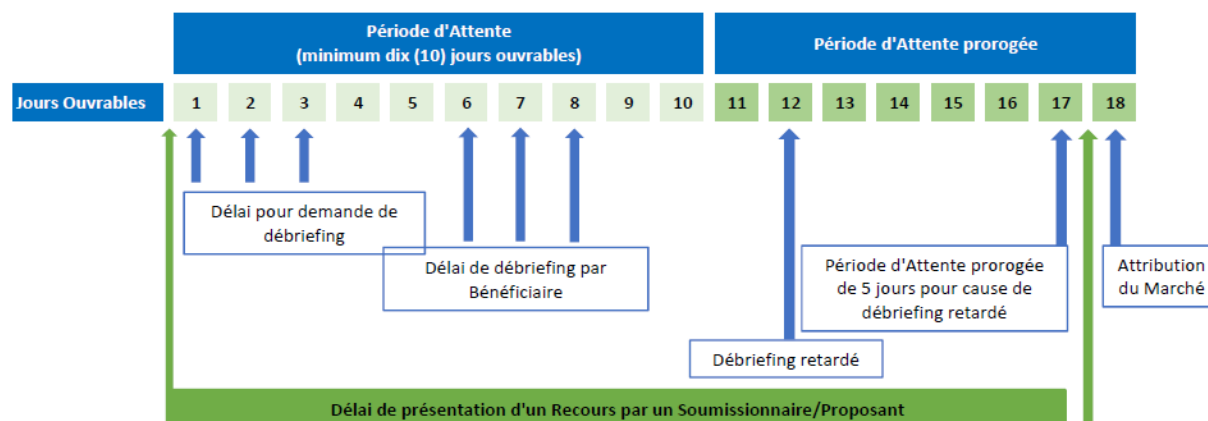 Période d'Attente
(minimum dix (10) jours ouvrables)
Période d'Attente prorogée
Jours Ouvrables 1 2 3 4 5 6 7 8 9 10 11 12 13 14 15 16 17 18
Délai pour demande de
débriefing
Délai de débriefing par
Bénéficiaire
Période d'Attente prorogée
de 5 jours pour cause de
débriefing retardé
Attribution
du Marché
Débriefing retardé
Délai de présentation d'un Recours par un Soumissionnaire/Proposant